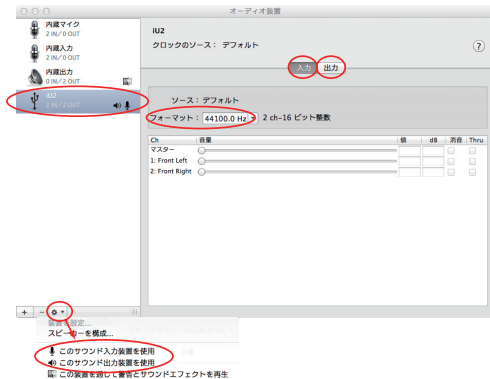 オーディオ装置
内蔵マイク
2 IN/0 OUT
内蔵入力
2 IN/0 OUT
内蔵出力
0 IN/2 OUT
iU2
2 IN/2 OUT
iU2
クロックのソース： デフォルト
?
入力 出力
ソース： デフォルト
フォーマット： 44100.0 Hz 2 ch-16 ビット整数
Ch 音量 値 dB 消音 Thru
マスター
1: Front Left
2: Front Right
+ −
装置を設定...
スピーカーを構成...
このサウンド入力装置を使用
このサウンド出力装置を使用
この装置を通して警告とサウンドエフェクトを再生